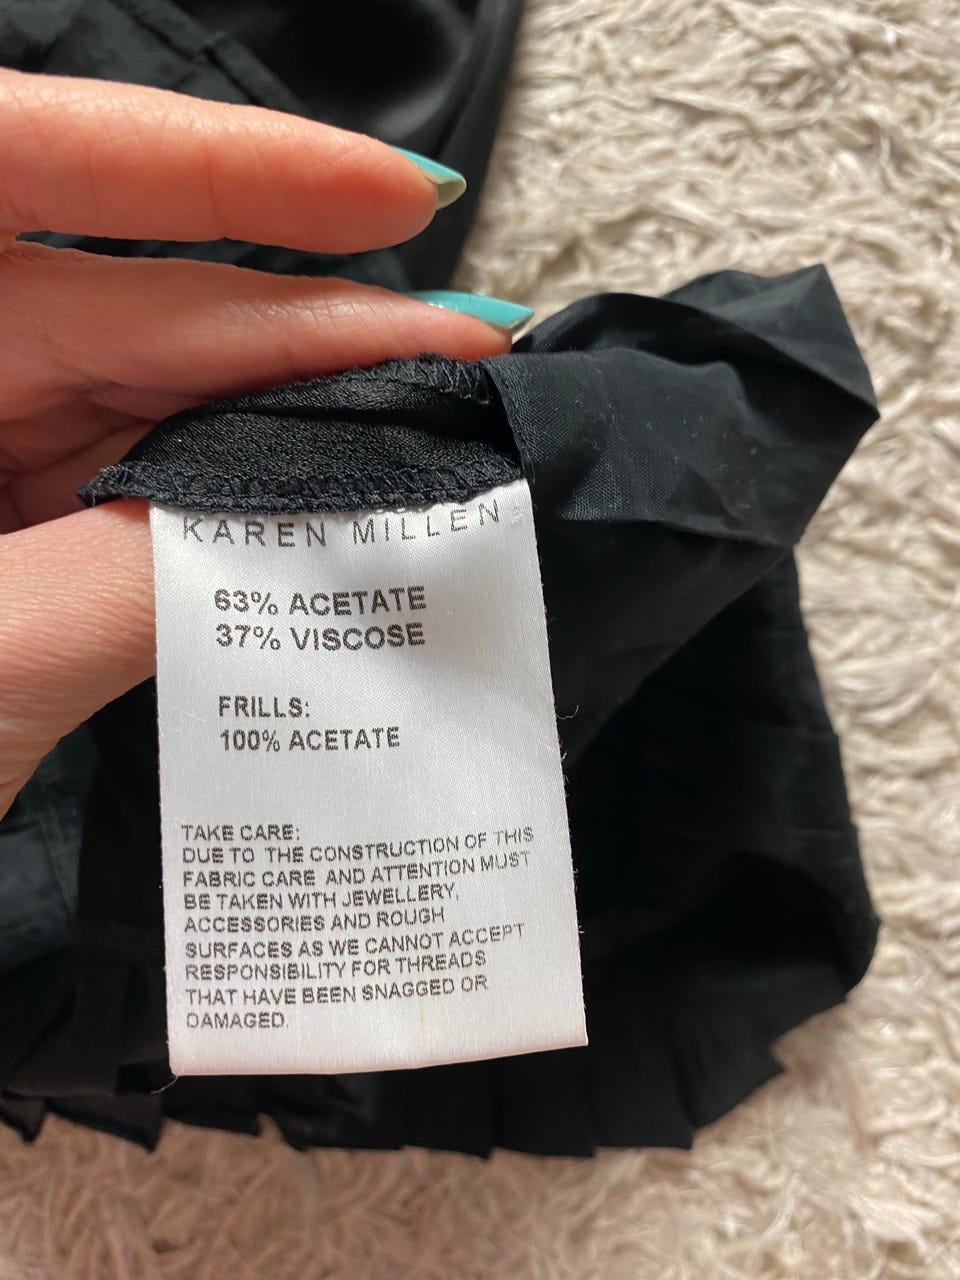 KAREN MILLEN
63% ACETATE
37% VISCOSE
FRILLS:
100% ACETATE
TAKE CARE:
DUE TO THE CONSTRUCTION OF THIS
FABRIC CARE AND ATTENTION MUST
BE TAKEN WITH JEWELLERY,
ACCESSORIES AND ROUGH
SURFACES AS WE CANNOT ACCEPT
RESPONSIBILITY FOR THREADS
THAT HAVE BEEN SNAGGED OR
DAMAGED.